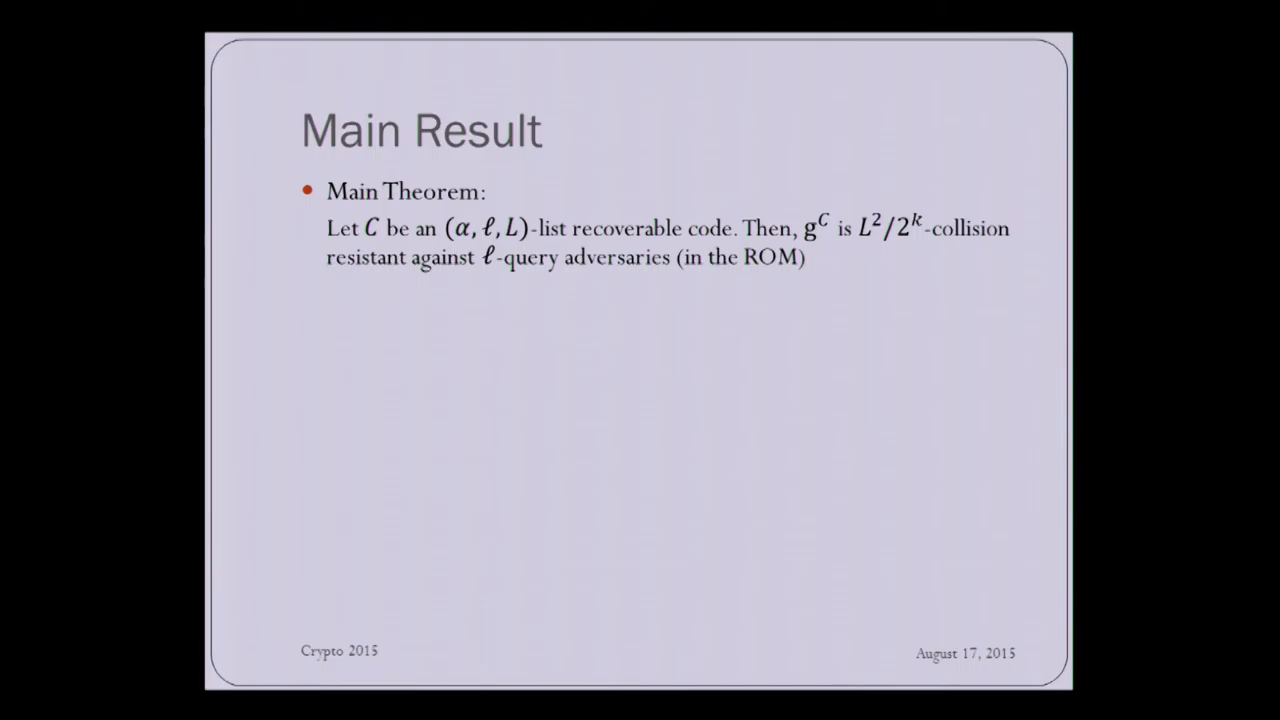 Main Result
Main Theorem:
Let C be an (α, ℓ, L)-list recoverable code. Then, g^C is L²/2^k-collision
resistant against ℓ-query adversaries (in the ROM)
Crypto 2015
August 17, 2015